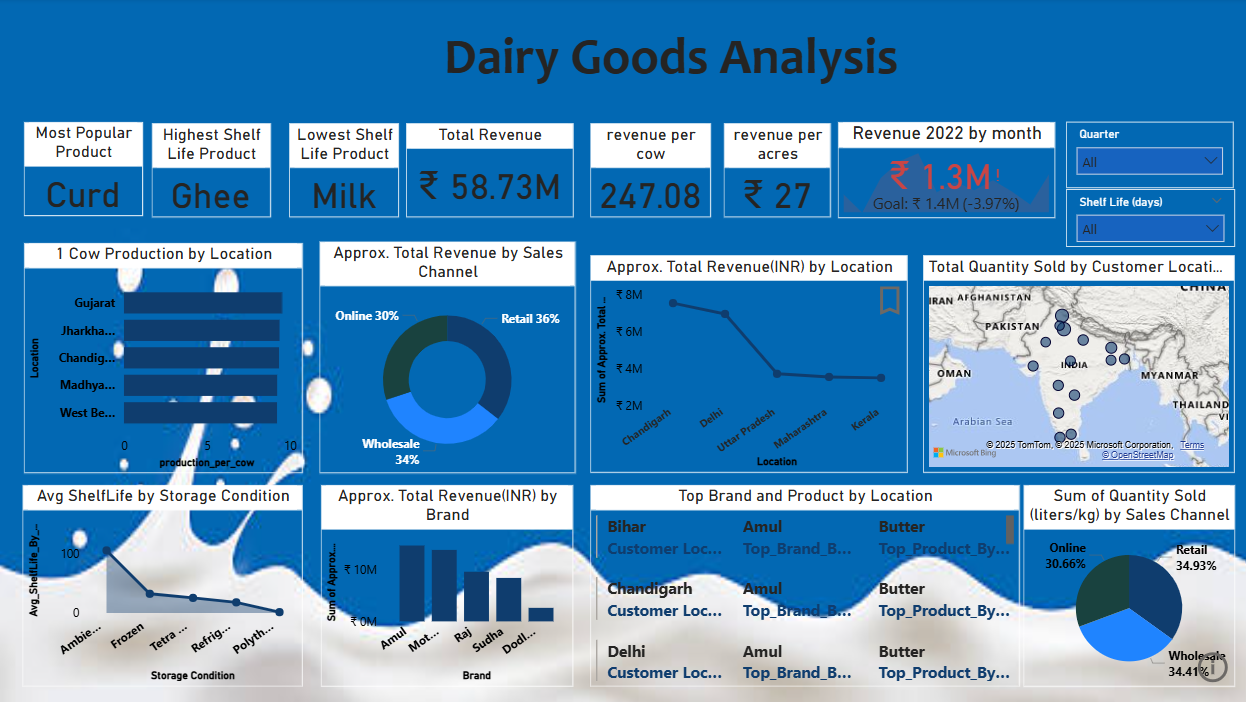 Dairy Goods Analysis
Most Popular
Product
Curd
Highest Shelf
Life Product
Ghee
Lowest Shelf
Life Product
Milk
Total Revenue
₹ 58.73M
revenue per
cow
247.08
revenue per
acres
₹ 27
Revenue 2022 by month
₹ 1.3M!
Goal: ₹ 1.4M (-3.97%)
Quarter
All
Shelf Life (days)
All
1 Cow Production by Location
Location
Gujarat
Jharkha...
Chandig...
Madhya...
West Be...
0 5 10
production_per_cow
Approx. Total Revenue by Sales
Channel
Online 30%
Retail 36%
Wholesale
34%
Approx. Total Revenue(INR) by Location
Sum of Approx. Total ...
₹ 8M
₹ 6M
₹ 4M
₹ 2M
Chandigarh
Delhi
Uttar Pradesh
Maharashtra
Kerala
Location
Total Quantity Sold by Customer Locati...
CHINA
IRAN
AFGHANISTAN
PAKISTAN
OMAN
INDIA
MYANMAR
THAILAND
VI
Arabian Sea
© 2025 TomTom, © 2025 Microsoft Corporation, Terms
Microsoft Bing
© OpenStreetMap
Avg ShelfLife by Storage Condition
Avg_ShelfLife_By_...
100
0
Ambie...
Frozen
Tetra ...
Refrig...
Polyth...
Storage Condition
Approx. Total Revenue(INR) by
Brand
Sum of Approx...
₹ 10M
₹ 0M
Amul
Mot...
Raj
Sudha
Dodl...
Brand
Top Brand and Product by Location
Bihar Amul Butter
Customer Loc... Top_Brand_B... Top_Product_By...
Chandigarh Amul Butter
Customer Loc... Top_Brand_B... Top_Product_By...
Delhi Amul Butter
Customer Loc... Top_Brand_B... Top_Product_By...
Sum of Quantity Sold
(liters/kg) by Sales Channel
Online
30.66%
Retail
34.93%
Wholesale
34.41%